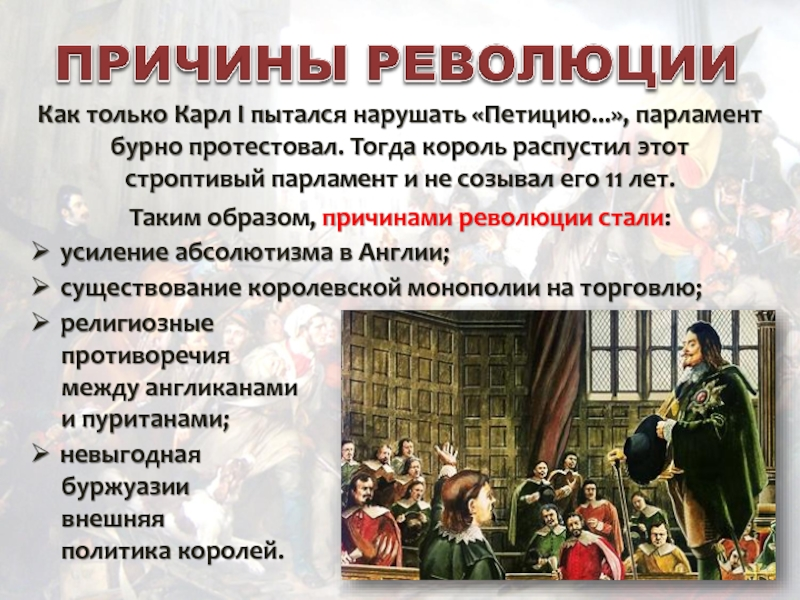 ПРИЧИНЫ РЕВОЛЮЦИИ
Как только Карл I пытался нарушать «Петицию...», парламент
бурно протестовал. Тогда король распустил этот
строптивый парламент и не созывал его 11 лет.
Таким образом, причинами революции стали:
➢ усиление абсолютизма в Англии;
➢ существование королевской монополии на торговлю;
➢ религиозные
противоречия
между англиканами
и пуританами;
➢ невыгодная
буржуазии
внешняя
политика королей.